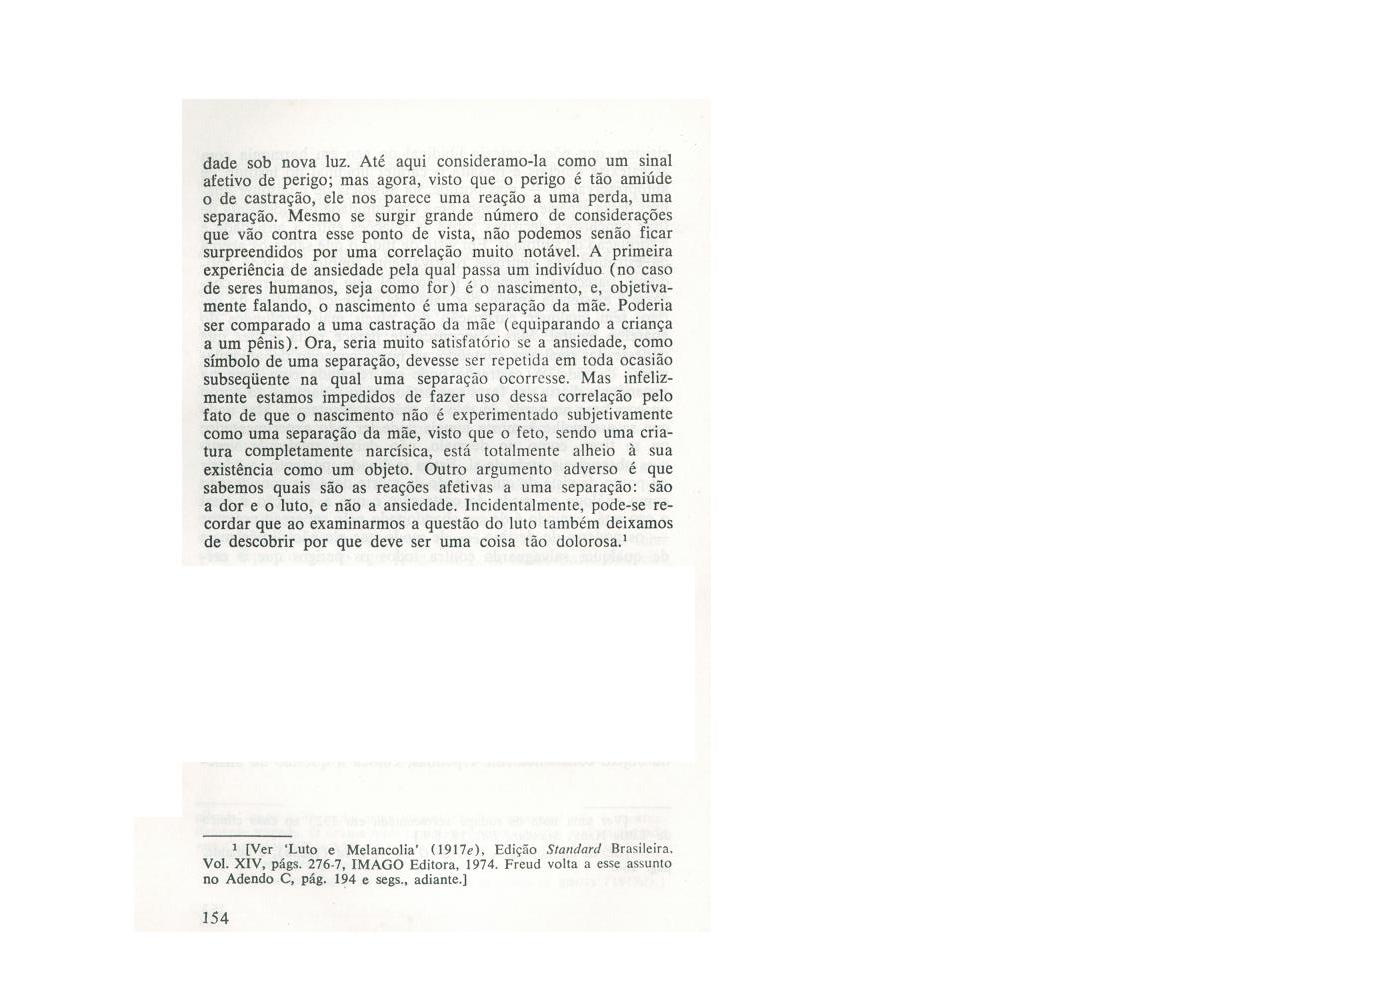 dade sob nova luz. Até aqui consideramo-la como um sinal
afetivo de perigo; mas agora, visto que o perigo é tão amiúde
o de castração, ele nos parece uma reação a uma perda, uma
separação. Mesmo se surgir grande número de considerações
que vão contra esse ponto de vista, não podemos senão ficar
surpreendidos por uma correlação muito notável. A primeira
experiência de ansiedade pela qual passa um indivíduo (no caso
de seres humanos, seja como for) é o nascimento, e, objetiva-
mente falando, o nascimento é uma separação da mãe. Poderia
ser comparado a uma castração da mãe (equiparando a criança
a um pênis). Ora, seria muito satisfatório se a ansiedade, como
símbolo de uma separação, devesse ser repetida em toda ocasião
subseqüente na qual uma separação ocorresse. Mas infeliz-
mente estamos impedidos de fazer uso dessa correlação pelo
fato de que o nascimento não é experimentado subjetivamente
como uma separação da mãe, visto que o feto, sendo uma cria-
tura completamente narcísica, está totalmente alheio à sua
existência como um objeto. Outro argumento adverso é que
sabemos quais são as reações afetivas a uma separação: são
a dor e o luto, e não a ansiedade. Incidentalmente, pode-se re-
cordar que ao examinarmos a questão do luto também deixamos
de descobrir por que deve ser uma coisa tão dolorosa.¹
¹ [Ver ‘Luto e Melancolia’ (1917e), Edição Standard Brasileira.
Vol. XIV, págs. 276-7, IMAGO Editora, 1974. Freud volta a esse assunto
no Adendo C, pág. 194 e segs., adiante.]
154